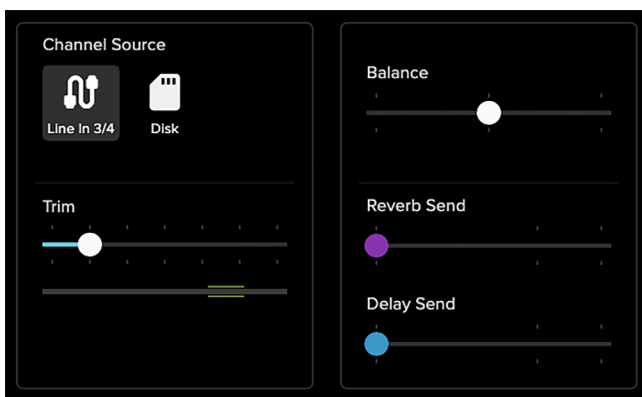 Channel Source
Line In 3/4
Disk
Trim
Balance
Reverb Send
Delay Send